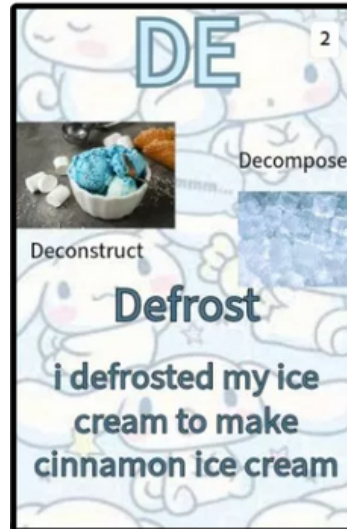 DE
2
Decompose
Deconstruct
Defrost
i defrosted my ice
cream to make
cinnamon ice cream